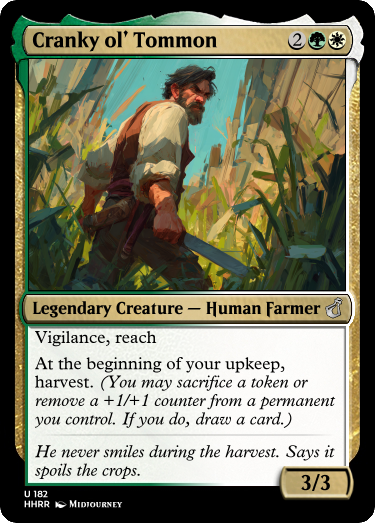 Cranky ol' Tommon 2
Legendary Creature — Human Farmer
Vigilance, reach
At the beginning of your upkeep,
harvest. (You may sacrifice a token or
remove a +1/+1 counter from a permanent
you control. If you do, draw a card.)
He never smiles during the harvest. Says it
spoils the crops.
3/3
U 182
HHRR Midjourney